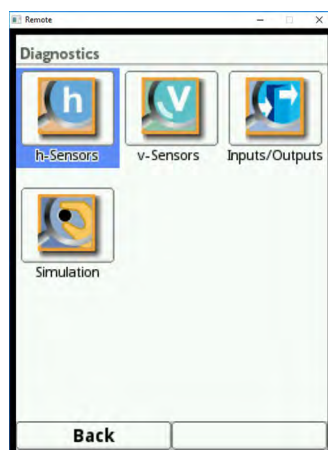 Remote
Diagnostics
h
V
h-Sensors
v-Sensors
Inputs/Outputs
Simulation
Back